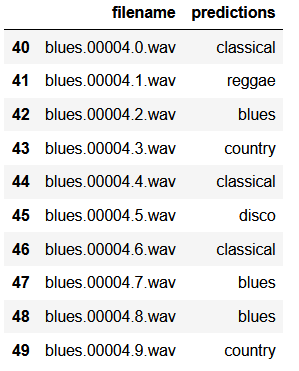 filename predictions
40 blues.00004.0.wav classical
41 blues.00004.1.wav reggae
42 blues.00004.2.wav blues
43 blues.00004.3.wav country
44 blues.00004.4.wav classical
45 blues.00004.5.wav disco
46 blues.00004.6.wav classical
47 blues.00004.7.wav blues
48 blues.00004.8.wav blues
49 blues.00004.9.wav country